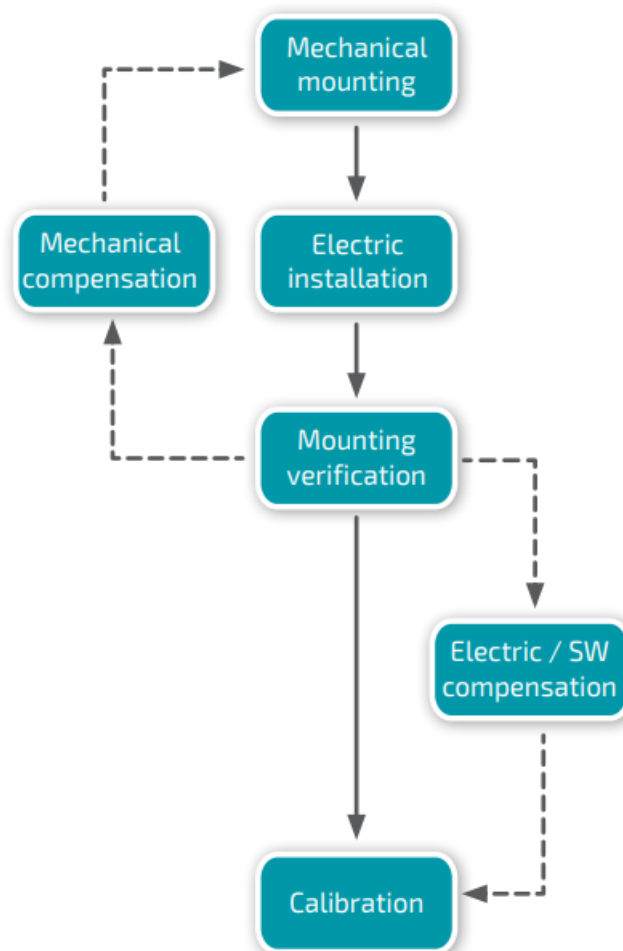 Mechanical
mounting
Mechanical
compensation
Electric
installation
Mounting
verification
Electric / SW
compensation
Calibration